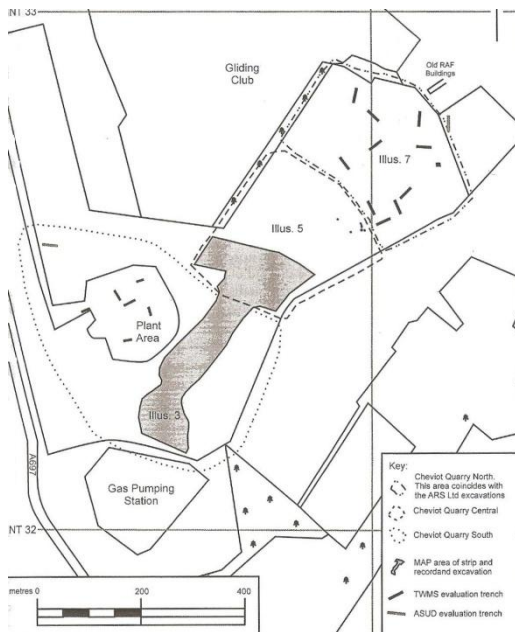 NT 33
Gliding
Club
Old RAF
Buildings
Illus. 7
Illus. 5
Plant
Area
Illus. 3
A697
Gas Pumping
Station
NT 32
metres 0 200 400
Key:
Cheviot Quarry North.
This area coincides with
the ARS Ltd excavations
Cheviot Quarry Central
Cheviot Quarry South
MAP area of strip and
recordand excavation
TWMS evaluation trench
ASUD evaluation trench